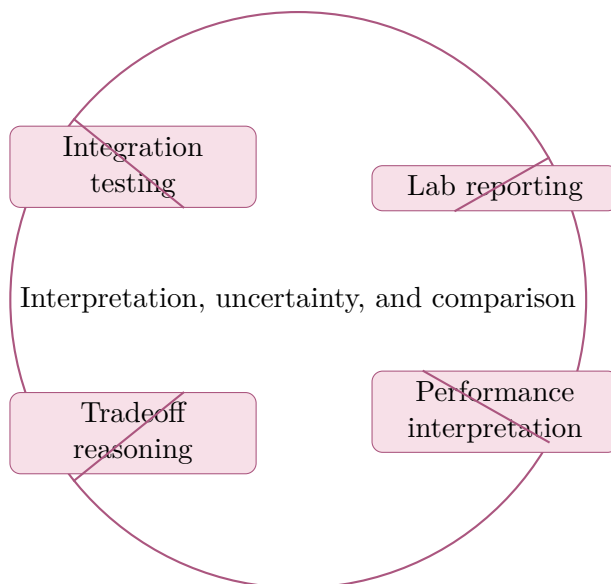 Integration
testing
Lab reporting
Interpretation, uncertainty, and comparison
Tradeoff
reasoning
Performance
interpretation